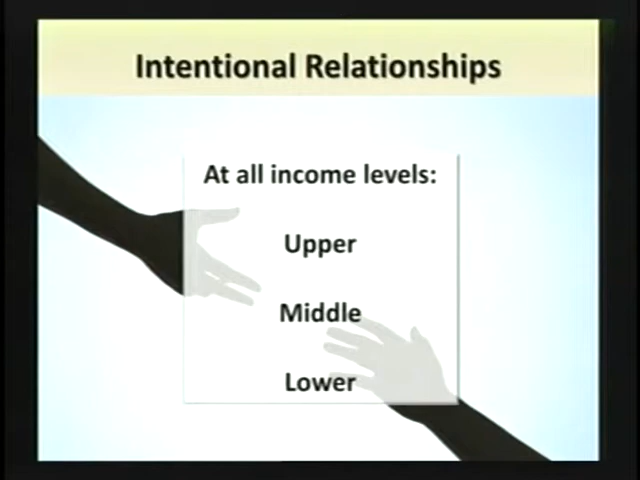 Intentional Relationships
At all income levels:
Upper
Middle
Lower